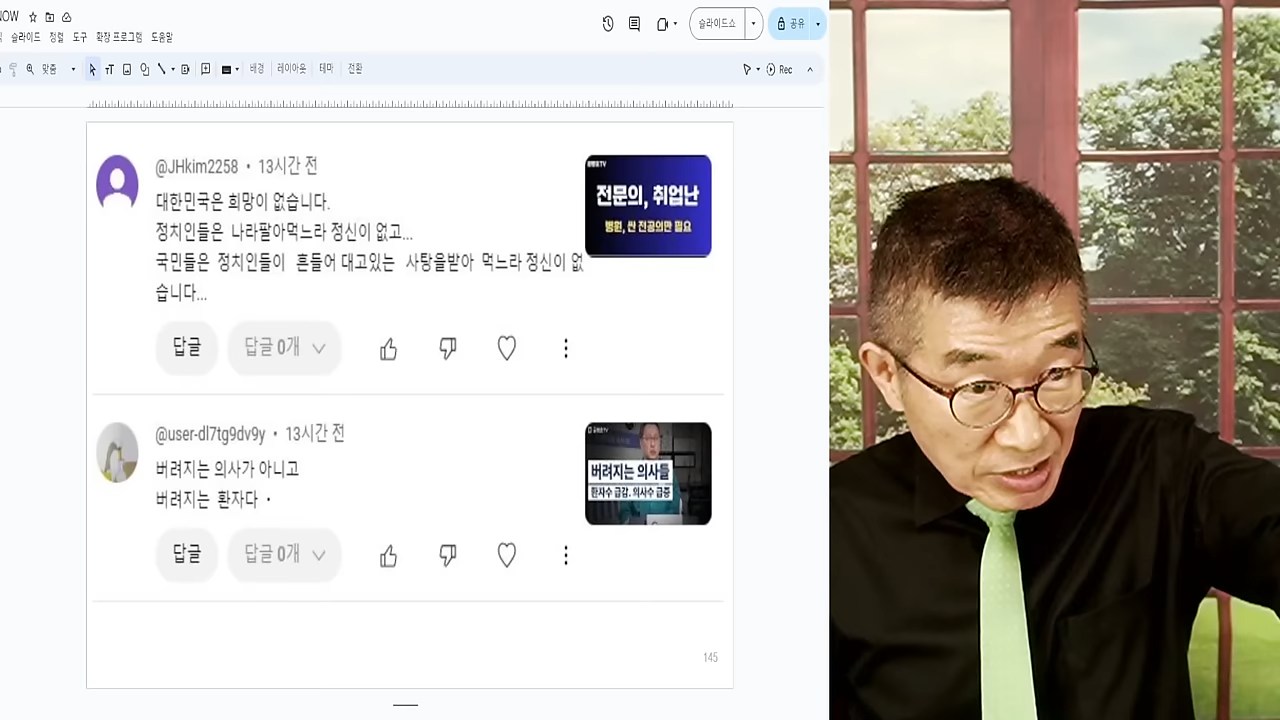 NOW
슬라이드 정렬 도구 확장 프로그램 도움말
슬라이드쇼
공유
맞춤
배경 레이아웃 테마 전환
Rec
@JHkim2258 • 13시간 전
대한민국은 희망이 없습니다.
정치인들은 나라팔아먹느라 정신이 없고...
국민들은 정치인들이 흔들어 대고있는 사탕을받아 먹느라 정신이 없
습니다...
전문의, 취업난
병원, 싼 전공의만 필요
답글
답글 0개
@user-dl7tg9dv9y • 13시간 전
버려지는 의사가 아니고
버려지는 환자다 •
버려지는 의사들
환자수 급감. 의사수 급증
답글
답글 0개
145